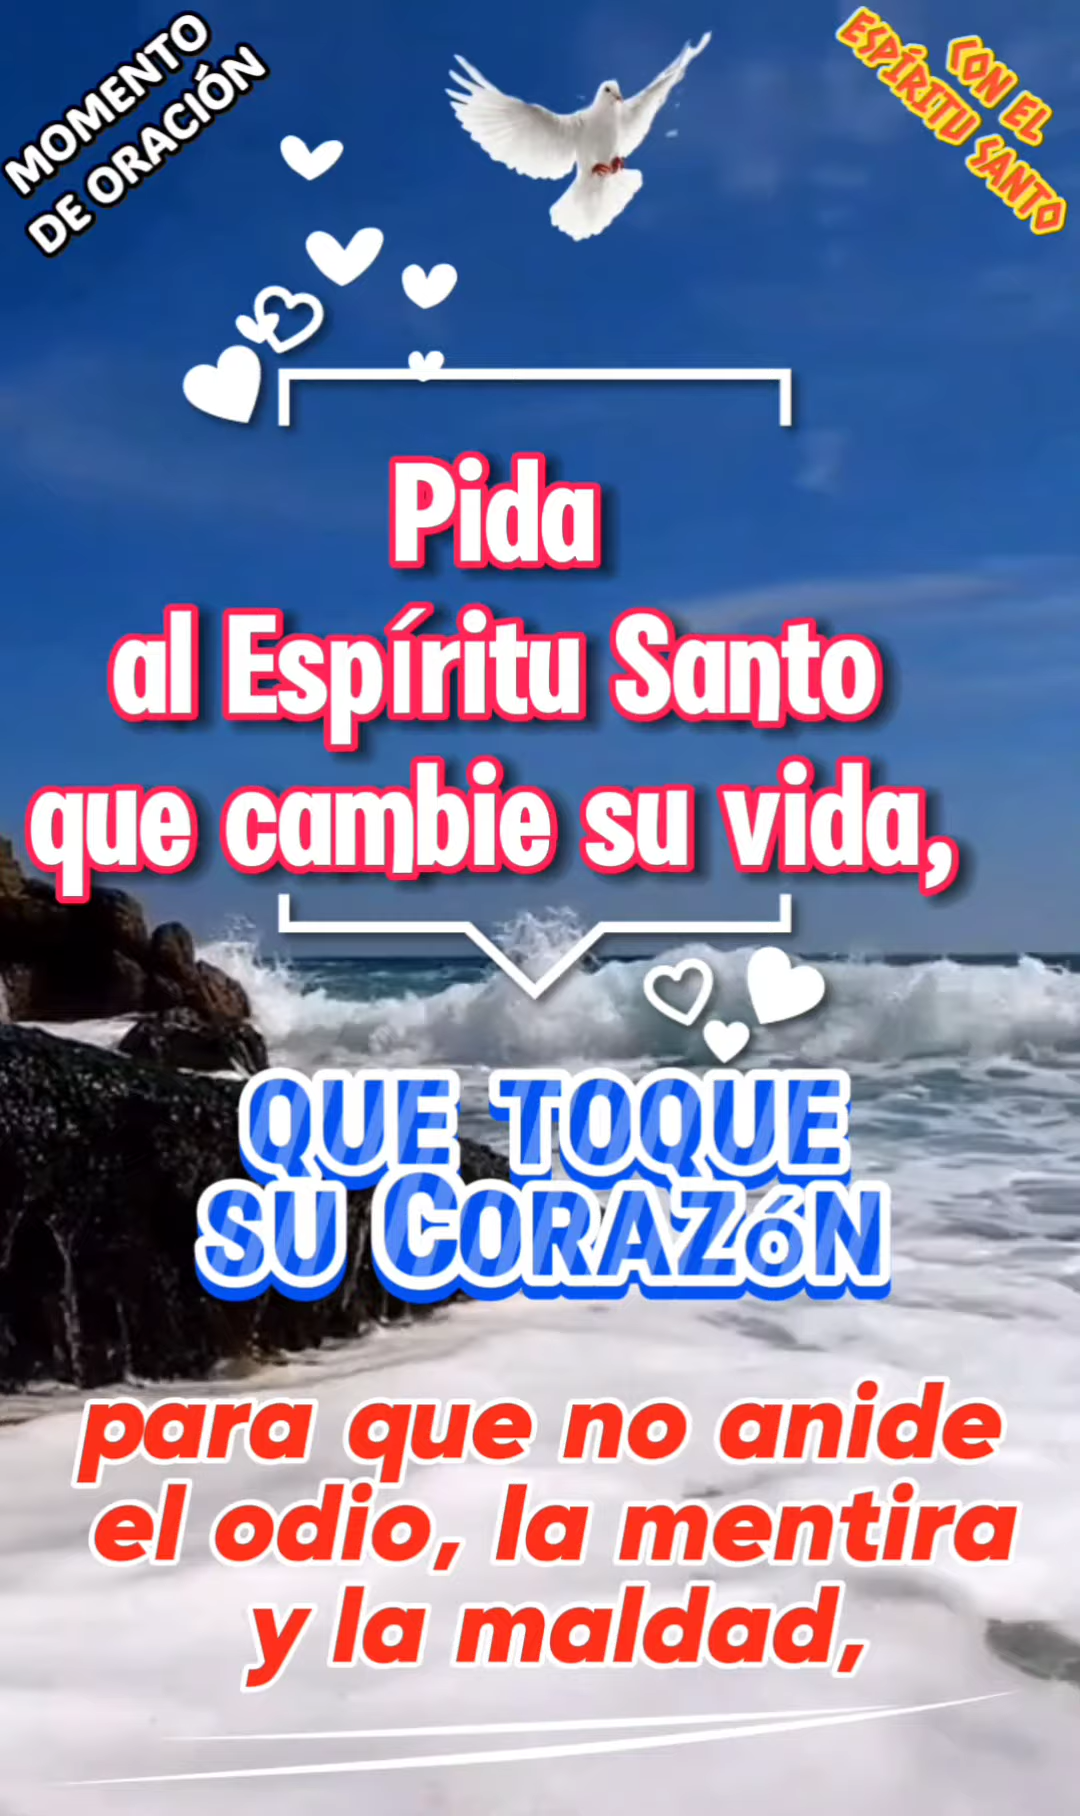 MOMENTO
DE ORACIÓN
CON EL
ESPÍRITU SANTO
Pida
al Espíritu Santo
que cambie su vida,
QUE TOQUE
SU CORAZóN
para que no anide
el odio, la mentira
y la maldad,